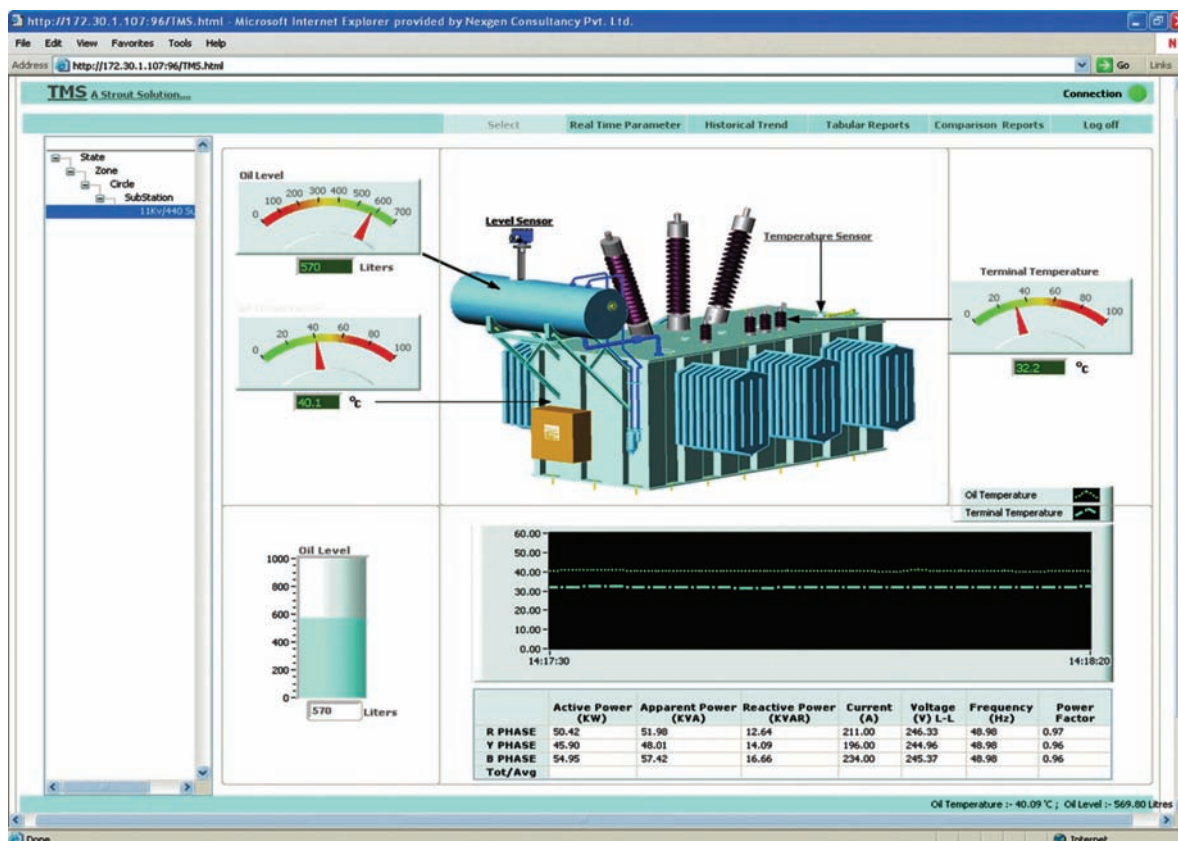 http://172.30.1.107:96/TMS.html - Microsoft Internet Explorer provided by Nexgen Consultancy Pvt. Ltd.
File Edit View Favorites Tools Help
Address http://172.30.1.107:96/TMS.html Go Links
TMS A Strout Solution....
Connection
Select Real Time Parameter Historical Trend Tabular Reports Comparison Reports Log off
State
Zone
Circle
SubStation
11Kv/440 Su
Oil Level
0 100 200 300 400 500 600 700
570 Liters
0 20 40 60 80 100
40.1 °C
Level Sensor
Temperature Sensor
Terminal Temperature
0 20 40 60 80 100
32.2 °C
Oil Level
1000
800
600
400
200
0
570 Liters
Oil Temperature
Terminal Temperature
60.00
50.00
40.00
30.00
20.00
10.00
0.00
14:17:30 14:18:20
Active Power (KW) Apparent Power (KVA) Reactive Power (KVAR) Current (A) Voltage (V) L-L Frequency (Hz) Power Factor
R PHASE 50.42 51.98 12.64 211.00 246.33 48.98 0.97
Y PHASE 45.90 48.01 14.09 196.00 244.96 48.98 0.96
B PHASE 54.95 57.42 16.66 234.00 245.37 48.98 0.96
Tot/Avg
Oil Temperature :- 40.09 °C ; Oil Level :- 569.80 Litres
Done Internet